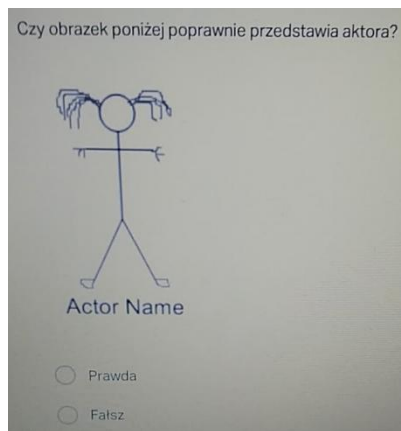 Czy obrazek poniżej poprawnie przedstawia aktora?
Actor Name
Prawda
Fałsz